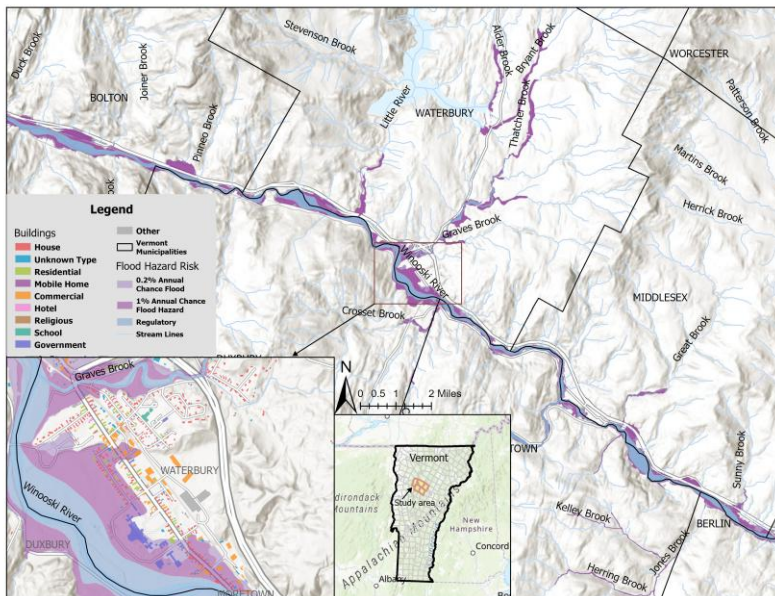 Stevenson Brook
Duck Brook
Joiner Brook
BOLTON
Pinneo Brook
Little River
WATERBURY
Alder Brook
Bryant Brook
Thatcher Brook
WORCESTER
Patterson Brook
Martins Brook
Herrick Brook
Graves Brook
Winooski River
Crosset Brook
MIDDLESEX
Great Brook
Sunny Brook
BERLIN
Jones Brook
Kelley Brook
Herring Brook
TOWN
DUXBURY
Legend
Buildings
House
Unknown Type
Residential
Mobile Home
Commercial
Hotel
Religious
School
Government
Other
Vermont
Municipalities
Flood Hazard Risk
0.2% Annual
Chance Flood
1% Annual Chance
Flood Hazard
Regulatory
Stream Lines
N
0 0.5 1 2 Miles
Graves Brook
WATERBURY
Winooski River
DUXBURY
Vermont
Study area
Appalachian Mountains
New
Hampshire
Concord
Albany